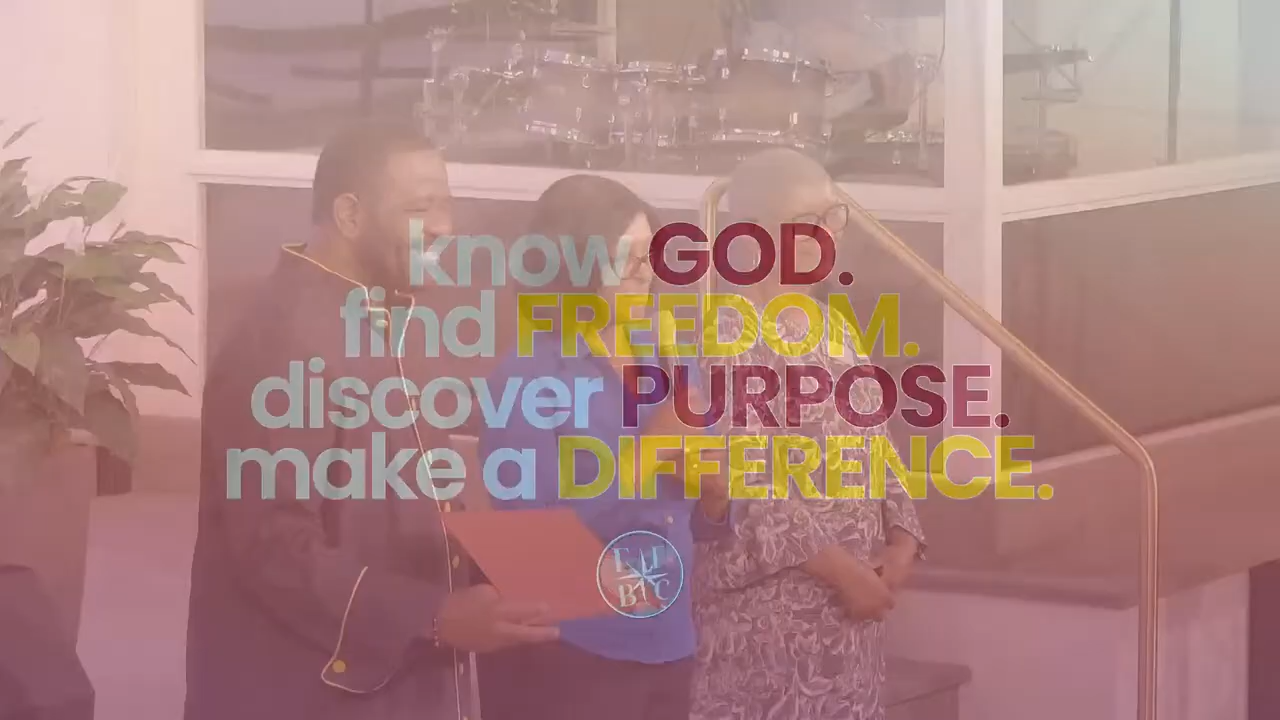 know GOD.
find FREEDOM.
discover PURPOSE.
make a DIFFERENCE.
E F
B C